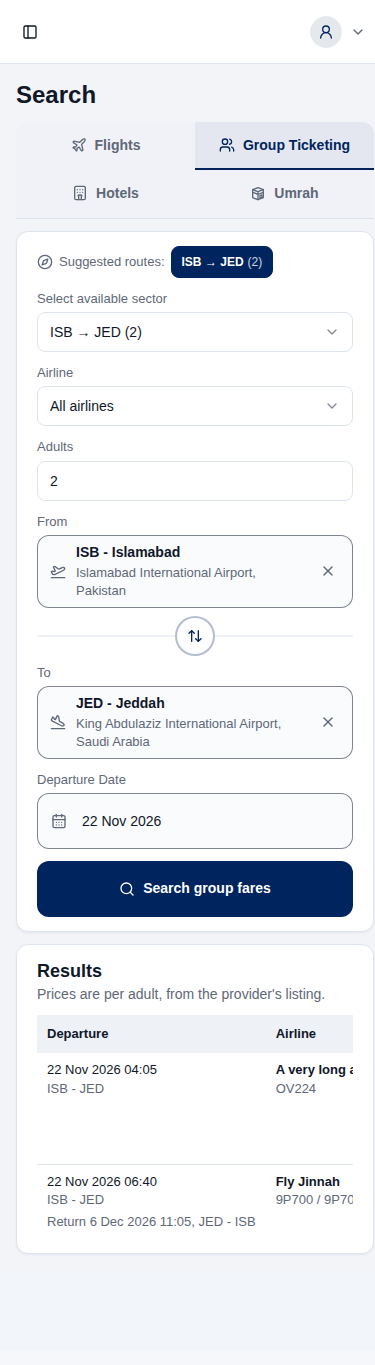 Search
Flights
Group Ticketing
Hotels
Umrah
Suggested routes: ISB → JED (2)
Select available sector
ISB → JED (2)
Airline
All airlines
Adults
2
From
ISB - Islamabad
Islamabad International Airport,
Pakistan
To
JED - Jeddah
King Abdulaziz International Airport,
Saudi Arabia
Departure Date
22 Nov 2026
Search group fares
Results
Prices are per adult, from the provider's listing.
Departure Airline
22 Nov 2026 04:05 A very long
ISB - JED OV224
22 Nov 2026 06:40 Fly Jinnah
ISB - JED 9P700 / 9P70
Return 6 Dec 2026 11:05, JED - ISB